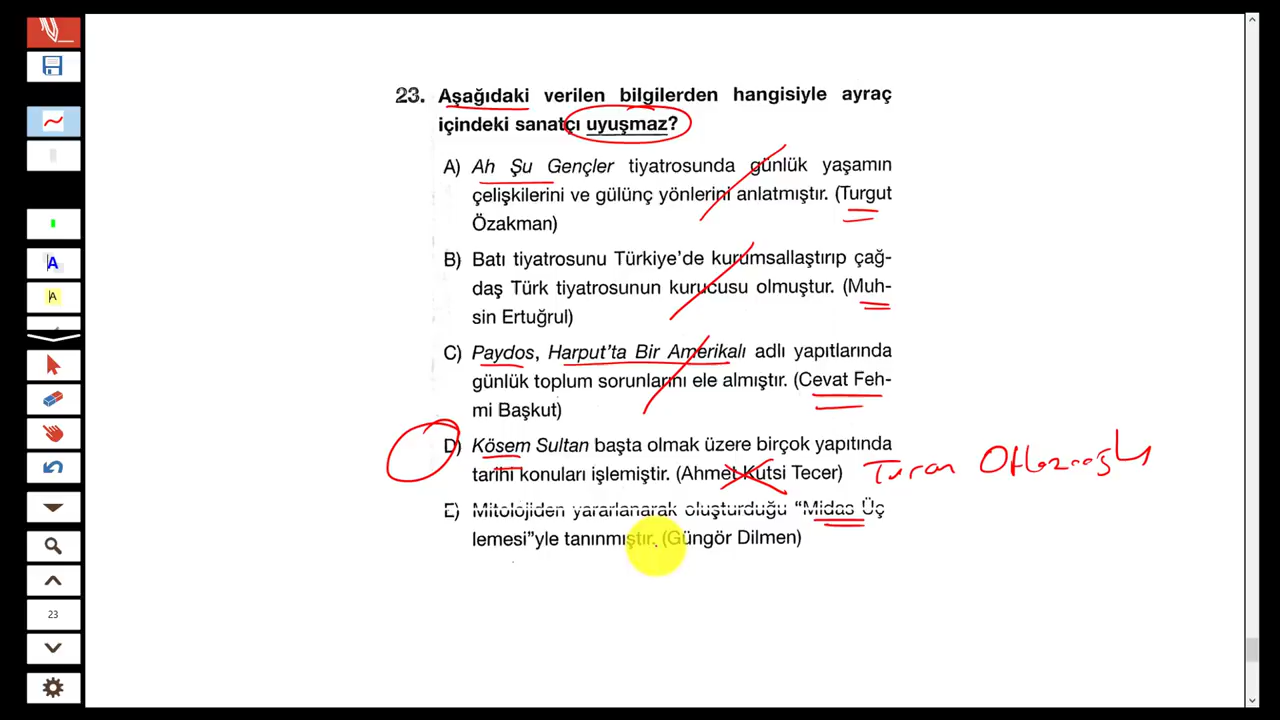 23. Aşağıdaki verilen bilgilerden hangisiyle ayraç
içindeki sanatçı uyuşmaz?
A) Ah Şu Gençler tiyatrosunda günlük yaşamın
çelişkilerini ve gülünç yönlerini anlatmıştır. (Turgut
Özakman)
B) Batı tiyatrosunu Türkiye’de kurumsallaştırıp çağ-
daş Türk tiyatrosunun kurucusu olmuştur. (Muh-
sin Ertuğrul)
C) Paydos, Harput’ta Bir Amerikalı adlı yapıtlarında
günlük toplum sorunlarını ele almıştır. (Cevat Feh-
mi Başkut)
D) Kösem Sultan başta olmak üzere birçok yapıtında
tarihi konuları işlemiştir. (Ahmet Kutsi Tecer) Turan Oflazoğlu
E) Mitolojiden yararlanarak oluşturduğu “Midas Üç
lemesi”yle tanınmıştır. (Güngör Dilmen)
A
A
23